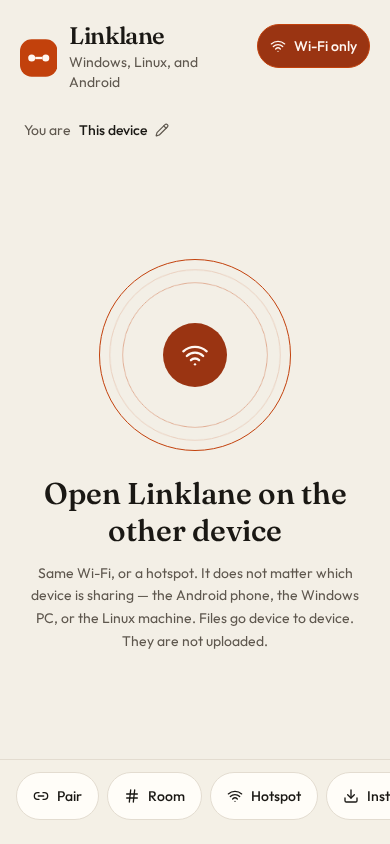 Linklane
Windows, Linux, and
Android
Wi-Fi only
You are This device
Open Linklane on the
other device
Same Wi-Fi, or a hotspot. It does not matter which
device is sharing — the Android phone, the Windows
PC, or the Linux machine. Files go device to device.
They are not uploaded.
Pair
Room
Hotspot
Inst